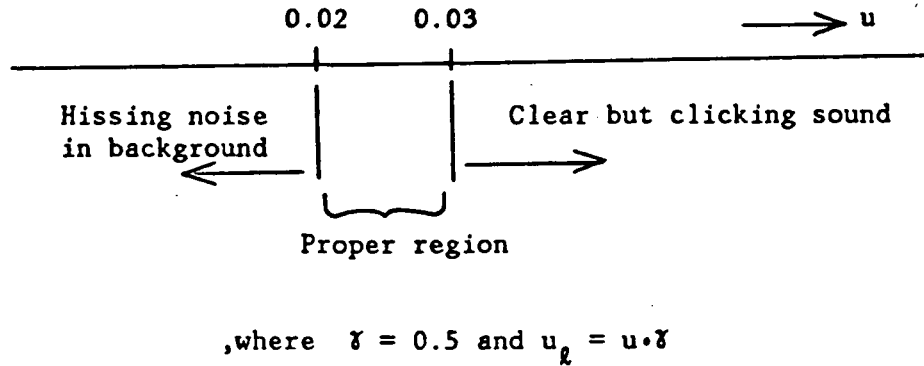 0.02 0.03 u
Hissing noise
in background
Clear but clicking sound
Proper region
,where γ = 0.5 and uℓ = u·γ